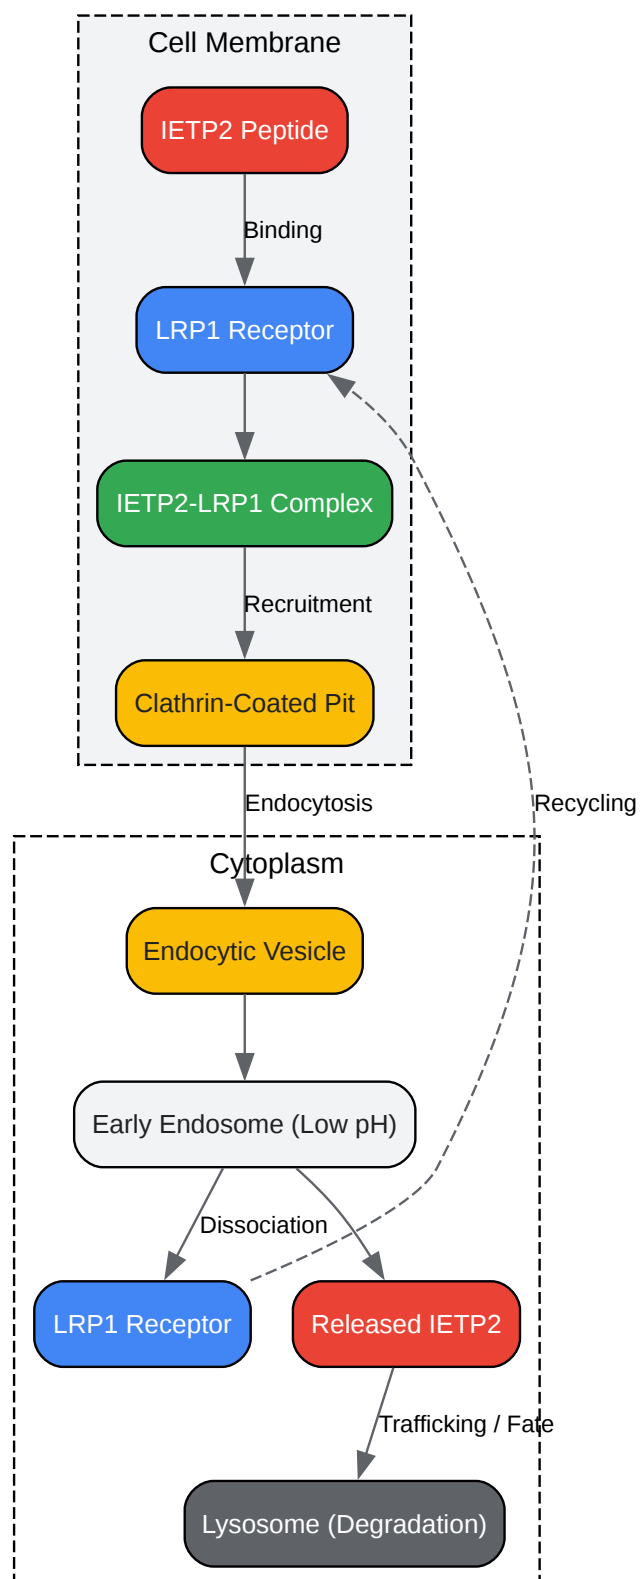 Cell Membrane
IETP2 Peptide
Binding
LRP1 Receptor
IETP2-LRP1 Complex
Recruitment
Clathrin-Coated Pit
Endocytosis
Recycling
Cytoplasm
Endocytic Vesicle
Early Endosome (Low pH)
Dissociation
LRP1 Receptor
Released IETP2
Trafficking / Fate
Lysosome (Degradation)